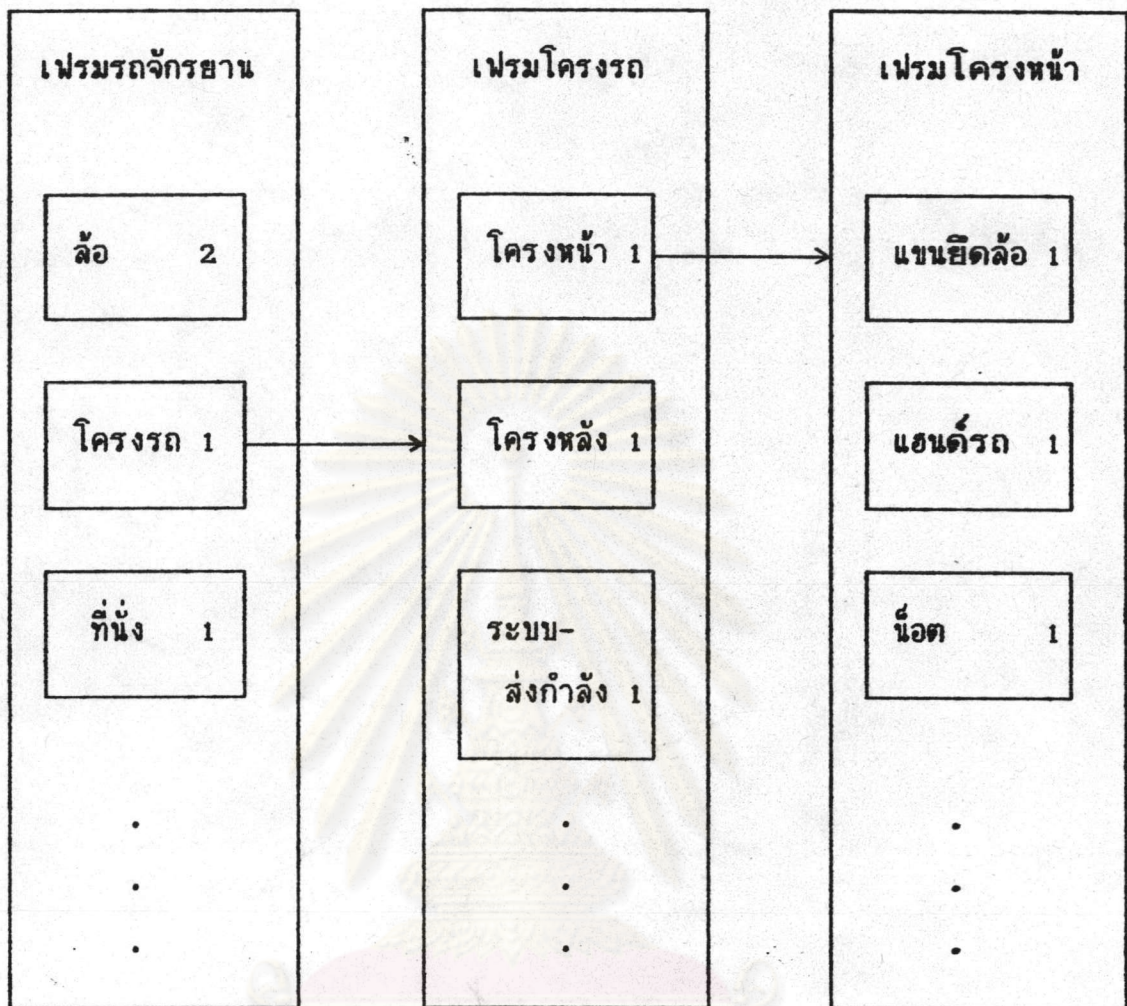 เฟรมรถจักรยาน
ล้อ 2
โครงรถ 1
ที่นั่ง 1
.
.
.
เฟรมโครงรถ
โครงหน้า 1
โครงหลัง 1
ระบบ-
ส่งกำลัง 1
.
.
.
เฟรมโครงหน้า
แขนยึดล้อ 1
แฮนด์รถ 1
น็อต 1
.
.
.